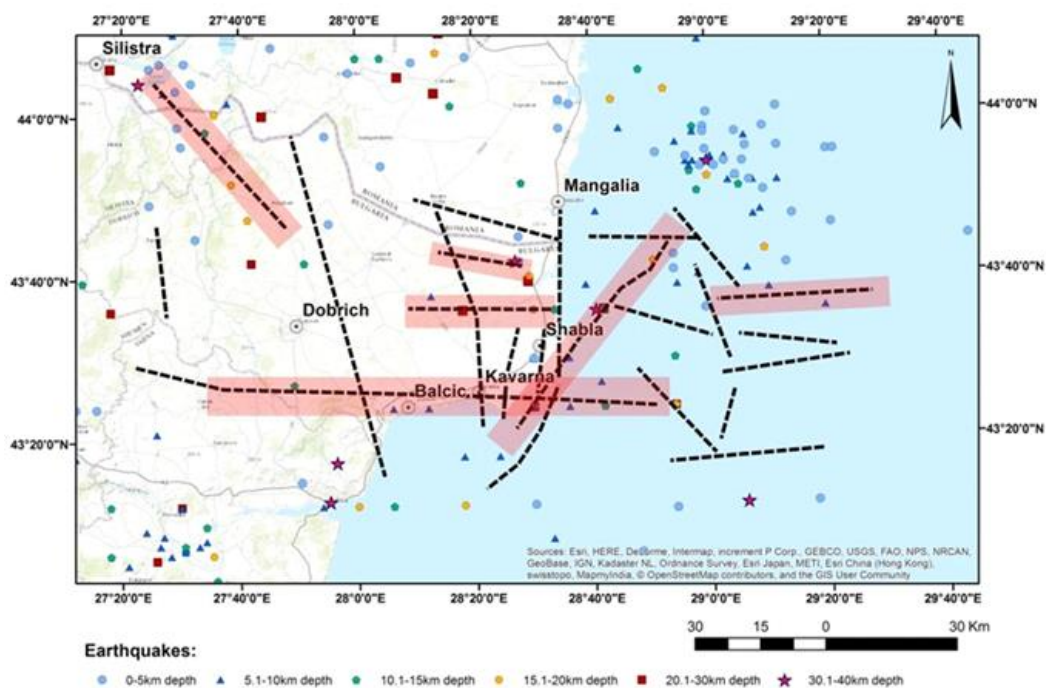 27°20'0"E 27°40'0"E 28°0'0"E 28°20'0"E 28°40'0"E 29°0'0"E 29°20'0"E 29°40'0"E
Silistra
N
44°0'0"N 44°0'0"N
Mangalia
ROMANIA
BULGARIA
ROMANIA
BULGARIA
43°40'0"N 43°40'0"N
Dobrich
Shabla
Kavarna
Balcic
43°20'0"N 43°20'0"N
Sources: Esri, HERE, DeLorme, Intermap, increment P Corp., GEBCO, USGS, FAO, NPS, NRCAN,
GeoBase, IGN, Kadaster NL, Ordnance Survey, Esri Japan, METI, Esri China (Hong Kong),
swisstopo, MapmyIndia, © OpenStreetMap contributors, and the GIS User Community
27°20'0"E 27°40'0"E 28°0'0"E 28°20'0"E 28°40'0"E 29°0'0"E 29°20'0"E 29°40'0"E
30 15 0 30 Km
Earthquakes:
0-5km depth 5.1-10km depth 10.1-15km depth 15.1-20km depth 20.1-30km depth 30.1-40km depth